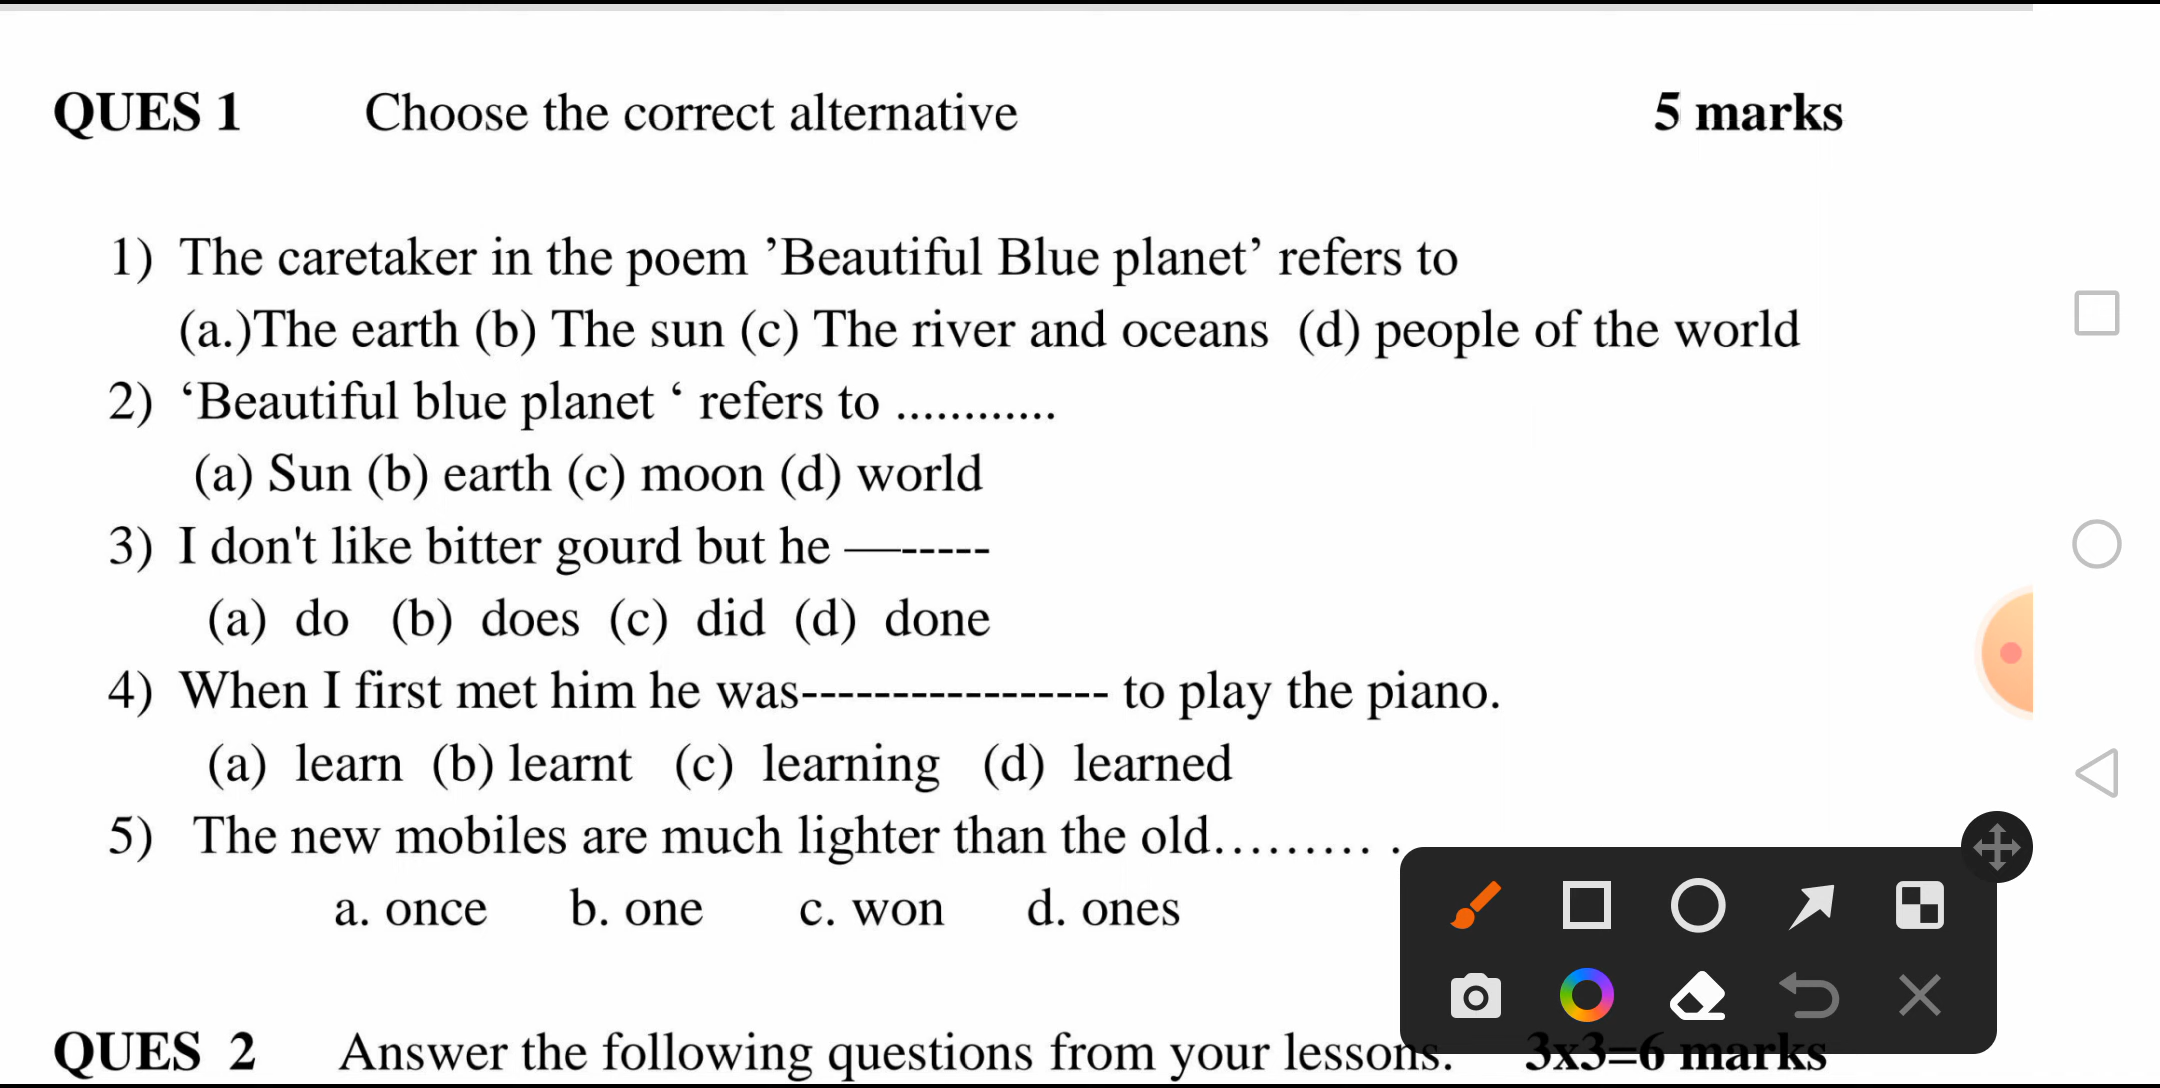 QUES 1 Choose the correct alternative 5 marks
1) The caretaker in the poem ’Beautiful Blue planet’ refers to
(a.)The earth (b) The sun (c) The river and oceans (d) people of the world
2) ‘Beautiful blue planet ‘ refers to ............
(a) Sun (b) earth (c) moon (d) world
3) I don't like bitter gourd but he —-----
(a) do (b) does (c) did (d) done
4) When I first met him he was----------------- to play the piano.
(a) learn (b) learnt (c) learning (d) learned
5) The new mobiles are much lighter than the old……… .
a. once b. one c. won d. ones
QUES 2 Answer the following questions from your lessons. 3x3=6 marks